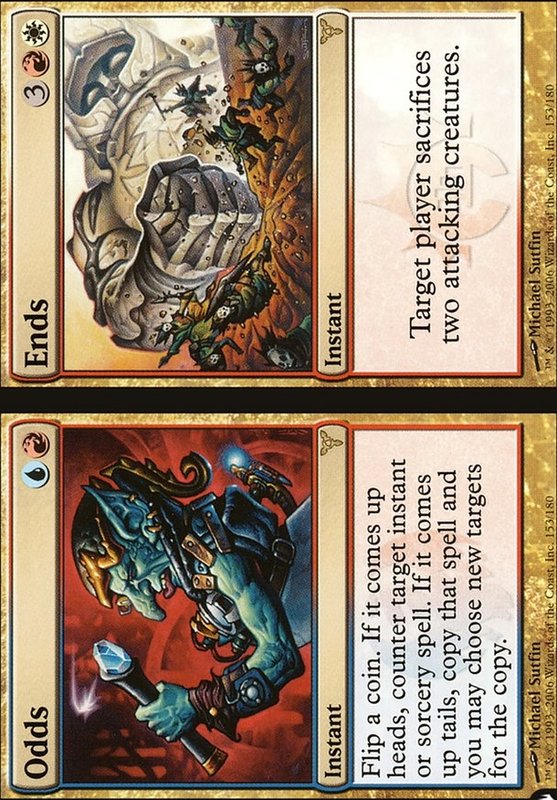 Ends
3
Instant
Target player sacrifices
two attacking creatures.
Michael Sutfin
™ & © 1993-2006 Wizards of the Coast, Inc. 153/180
Odds
Instant
Flip a coin. If it comes up
heads, counter target instant
or sorcery spell. If it comes
up tails, copy that spell and
you may choose new targets
for the copy.
Michael Sutfin
™ & © 1993-2006 Wizards of the Coast, Inc. 153/180